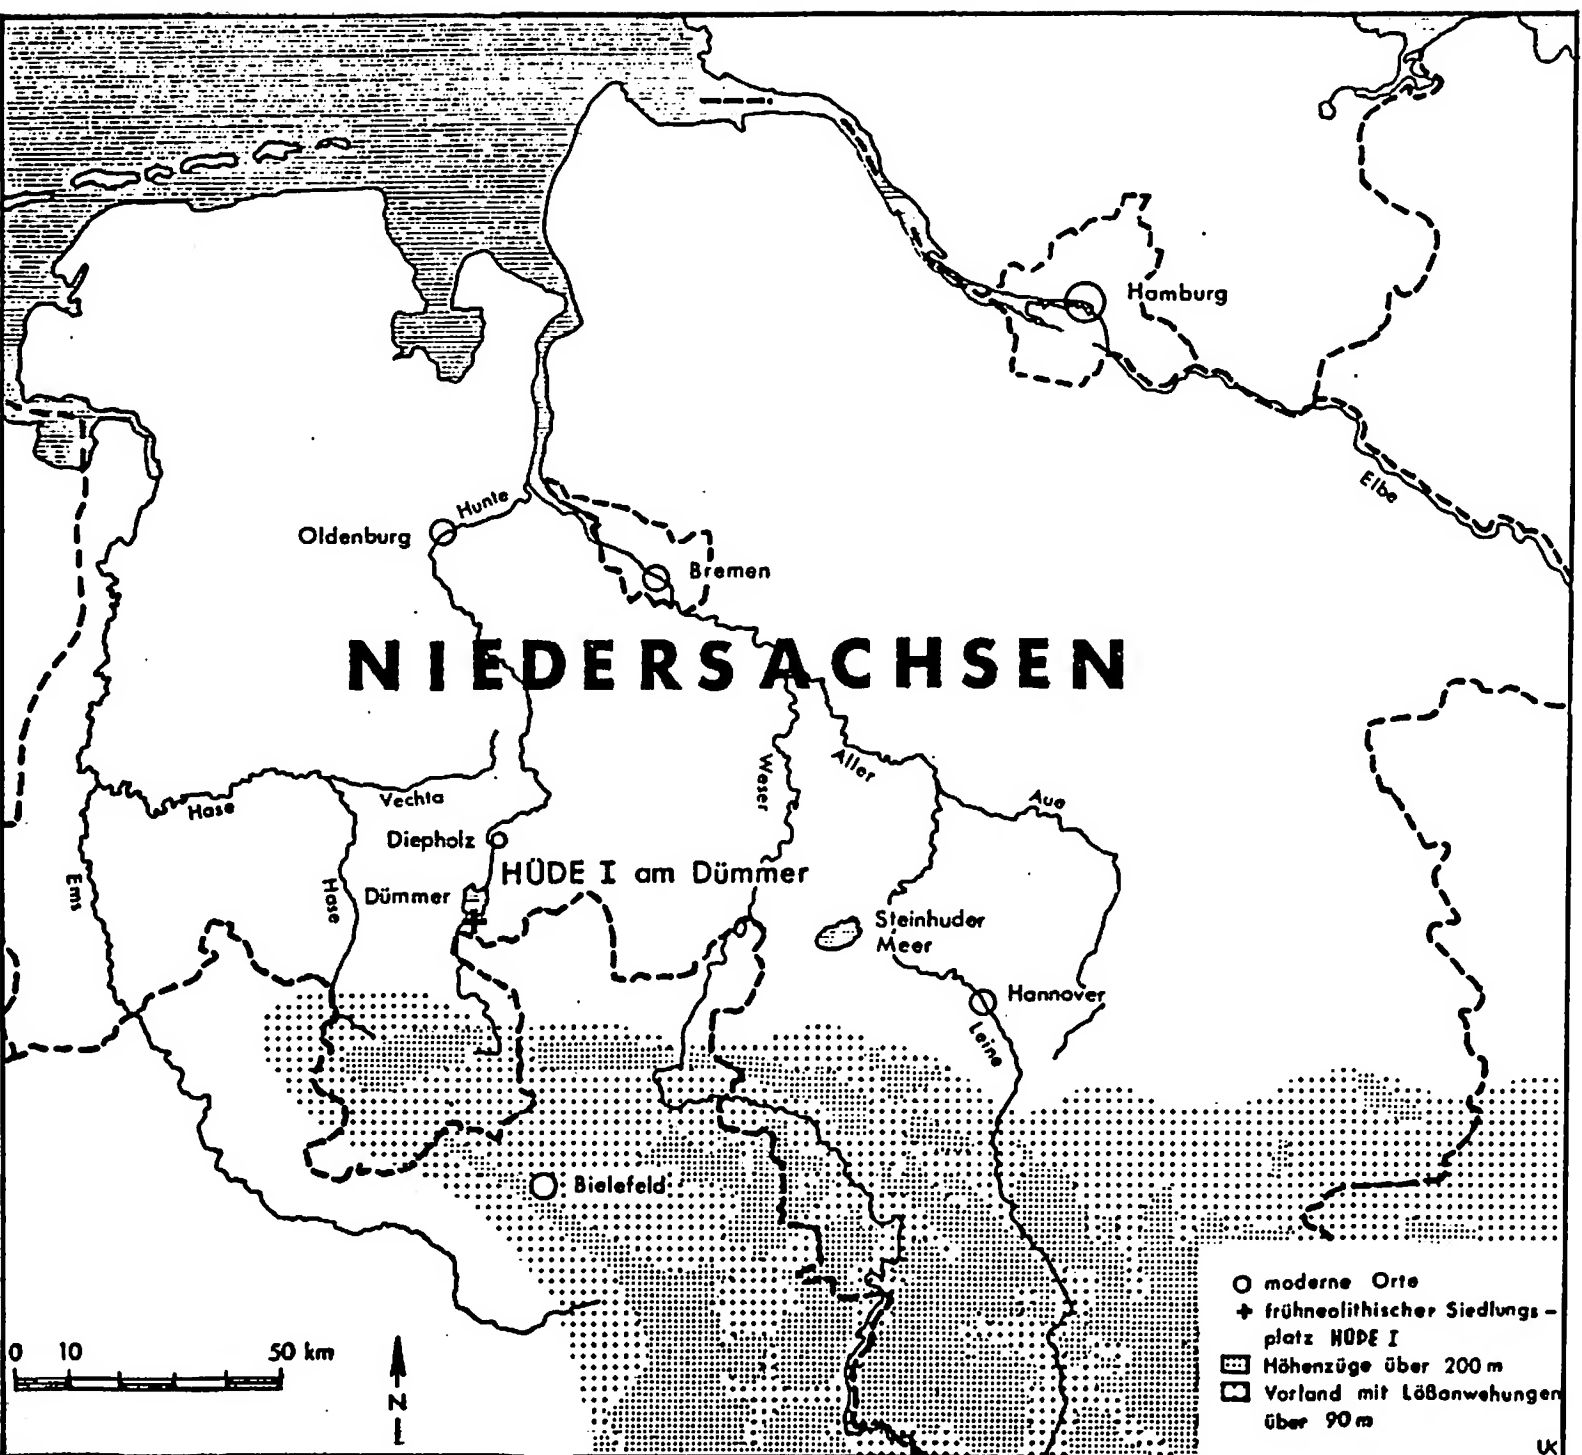 Hamburg
Elbe
Hunte
Oldenburg
Bremen
NIEDERSACHSEN
Weser
Aller
Aue
Hase
Vechta
Diepholz
HÜDE I am Dümmer
Ems
Hase
Dümmer
Steinhuder
Meer
Hannover
Leine
Bielefeld
O moderne Orte
+ frühneolithischer Siedlungs-
platz HÜDE I
Höhenzüge über 200 m
Vorland mit Lößanwehungen
über 90 m
0 10 50 km
N
UK